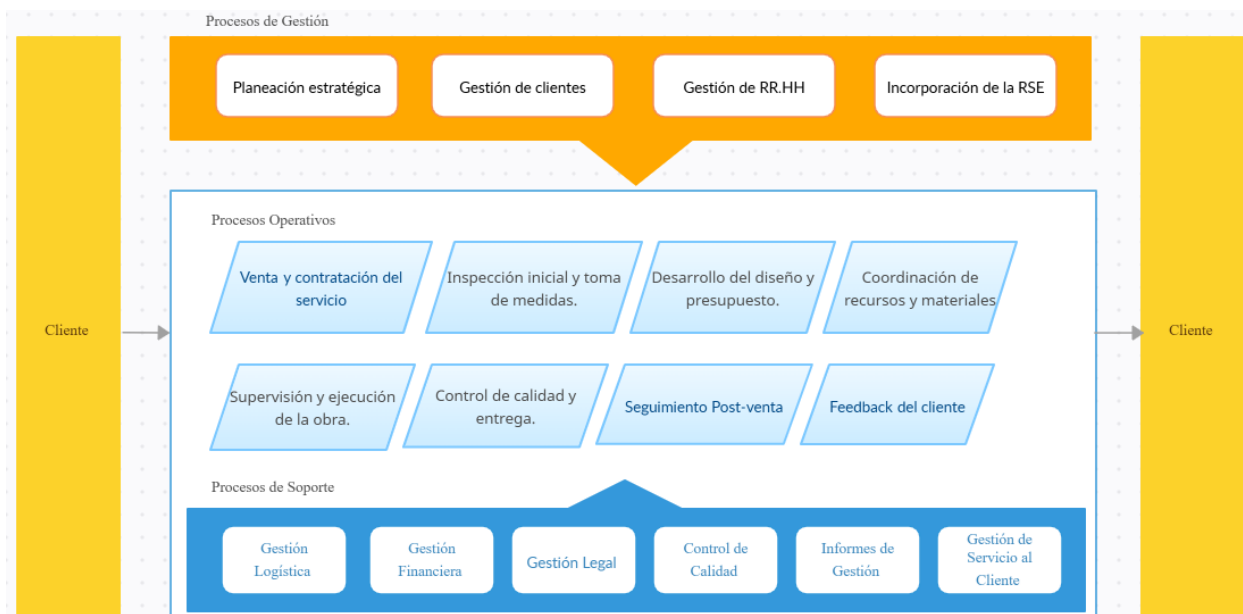 Procesos de Gestión
Planeación estratégica
Gestión de clientes
Gestión de RR.HH
Incorporación de la RSE
Procesos Operativos
Venta y contratación del
servicio
Inspección inicial y toma
de medidas.
Desarrollo del diseño y
presupuesto.
Coordinación de
recursos y materiales
Cliente
Cliente
Supervisión y ejecución
de la obra.
Control de calidad y
entrega.
Seguimiento Post-venta
Feedback del cliente
Procesos de Soporte
Gestión
Logística
Gestión
Financiera
Gestión Legal
Control de
Calidad
Informes de
Gestión
Gestión de
Servicio al
Cliente